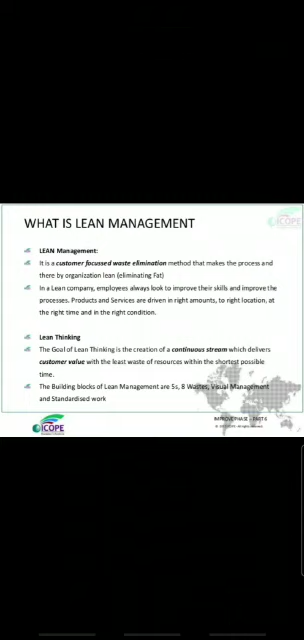 WHAT IS LEAN MANAGEMENT
ICOPE
LEAN Management:
It is a customer focussed waste elimination method that makes the process and
there by organization lean (eliminating Fat)
In a Lean company, employees always look to improve their skills and improve the
processes. Products and Services are driven in right amounts, to right location, at
the right time and in the right condition.
Lean Thinking
The Goal of Lean Thinking is the creation of a continuous stream which delivers
customer value with the least waste of resources within the shortest possible
time.
The Building blocks of Lean Management are 5s, 8 Wastes, Visual Management
and Standardised work
ICOPE
IMPROVE PHASE – PART 6
All rights reserved